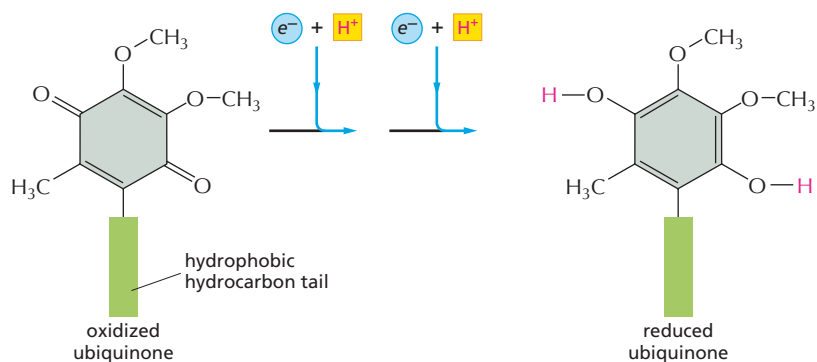 e⁻ + H⁺
e⁻ + H⁺
O
CH₃
O
O—CH₃
O
H₃C
hydrophobic
hydrocarbon tail
oxidized
ubiquinone
O
CH₃
H—O
O—CH₃
H₃C
O—H
reduced
ubiquinone